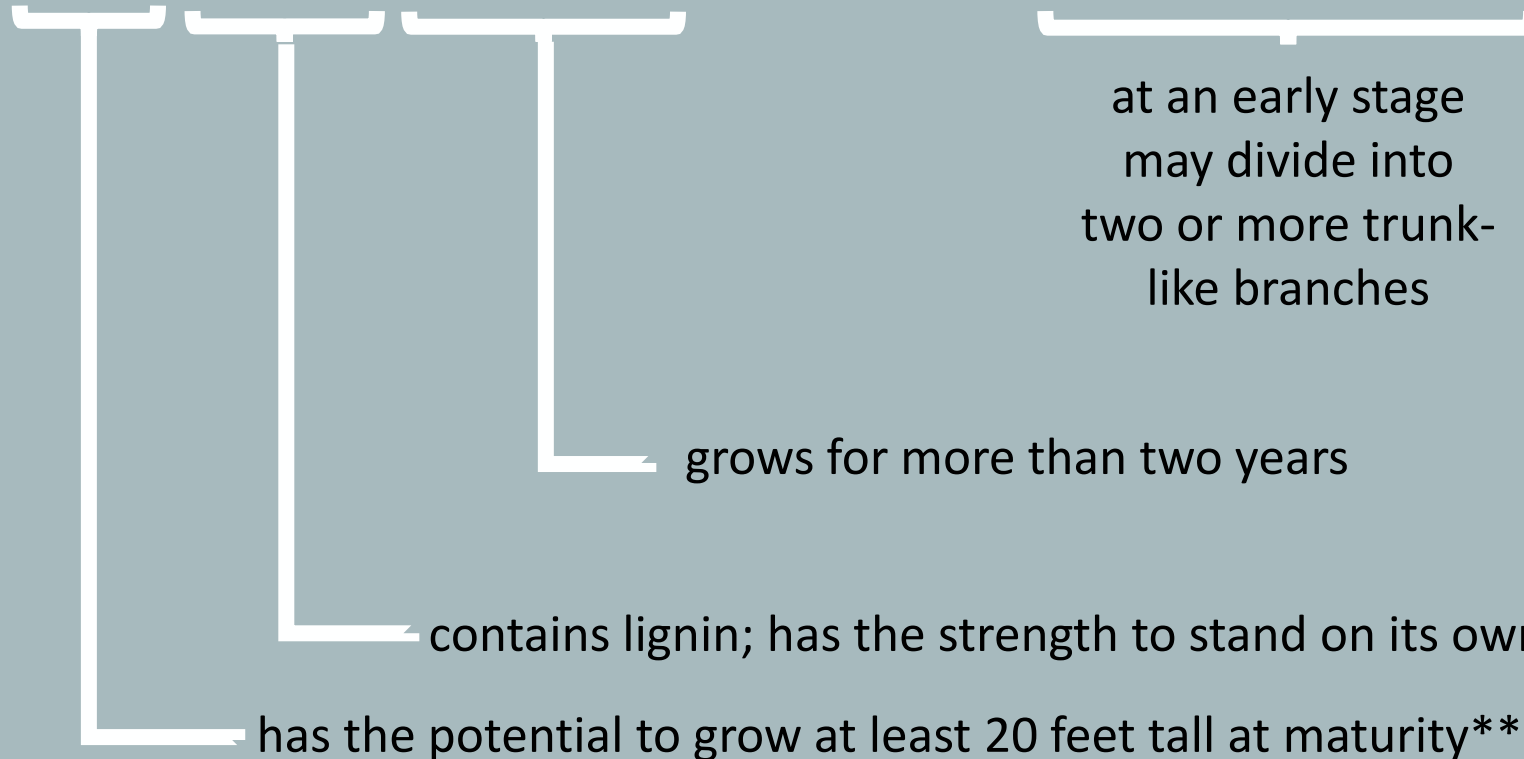 at an early stage
may divide into
two or more trunk-
like branches
grows for more than two years
contains lignin; has the strength to stand on its
has the potential to grow at least 20 feet tall at maturity**